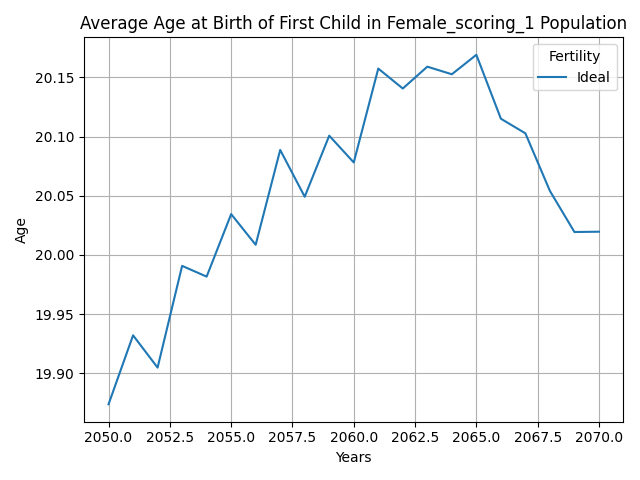 Average Age at Birth of First Child in Female_scoring_1 Population
Fertility
Ideal
20.15
20.10
20.05
20.00
19.95
19.90
Age
2050.0 2052.5 2055.0 2057.5 2060.0 2062.5 2065.0 2067.5 2070.0
Years